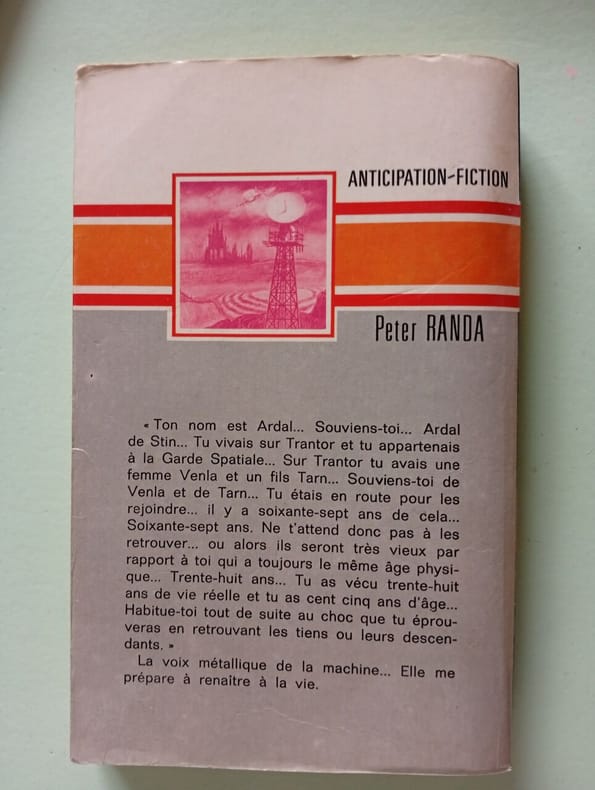 ANTICIPATION-FICTION
Peter RANDA
« Ton nom est Ardal... Souviens-toi... Ardal
de Stin... Tu vivais sur Trantor et tu appartenais
à la Garde Spatiale... Sur Trantor tu avais une
femme Venla et un fils Tarn... Souviens-toi de
Venla et de Tarn... Tu étais en route pour les
rejoindre... il y a soixante-sept ans de cela...
Soixante-sept ans. Ne t'attend donc pas à les
retrouver... ou alors ils seront très vieux par
rapport à toi qui a toujours le même âge physi-
que... Trente-huit ans... Tu as vécu trente-huit
ans de vie réelle et tu as cent cinq ans d'âge...
Habitue-toi tout de suite au choc que tu éprou-
veras en retrouvant les tiens ou leurs descen-
dants. »
La voix métallique de la machine... Elle me
prépare à renaître à la vie.